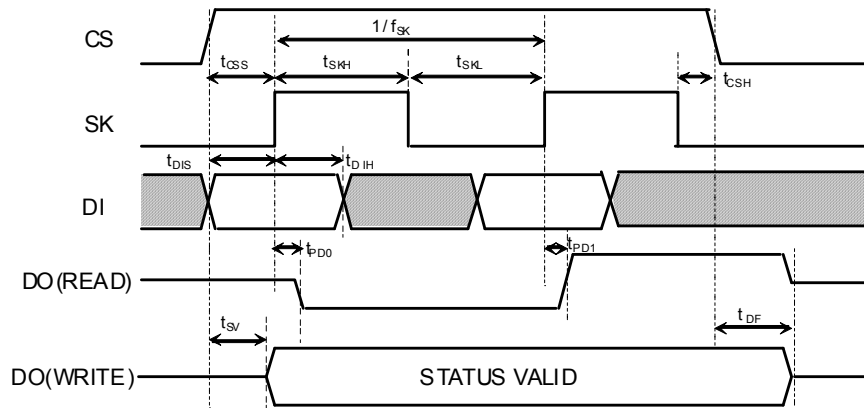 CS
1/ fSK
tCSS
tSKH
tSKL
tCSH
SK
tDIS
tDIH
DI
tPD0
tPD1
DO(READ)
tSV
tDF
DO(WRITE)
STATUS VALID